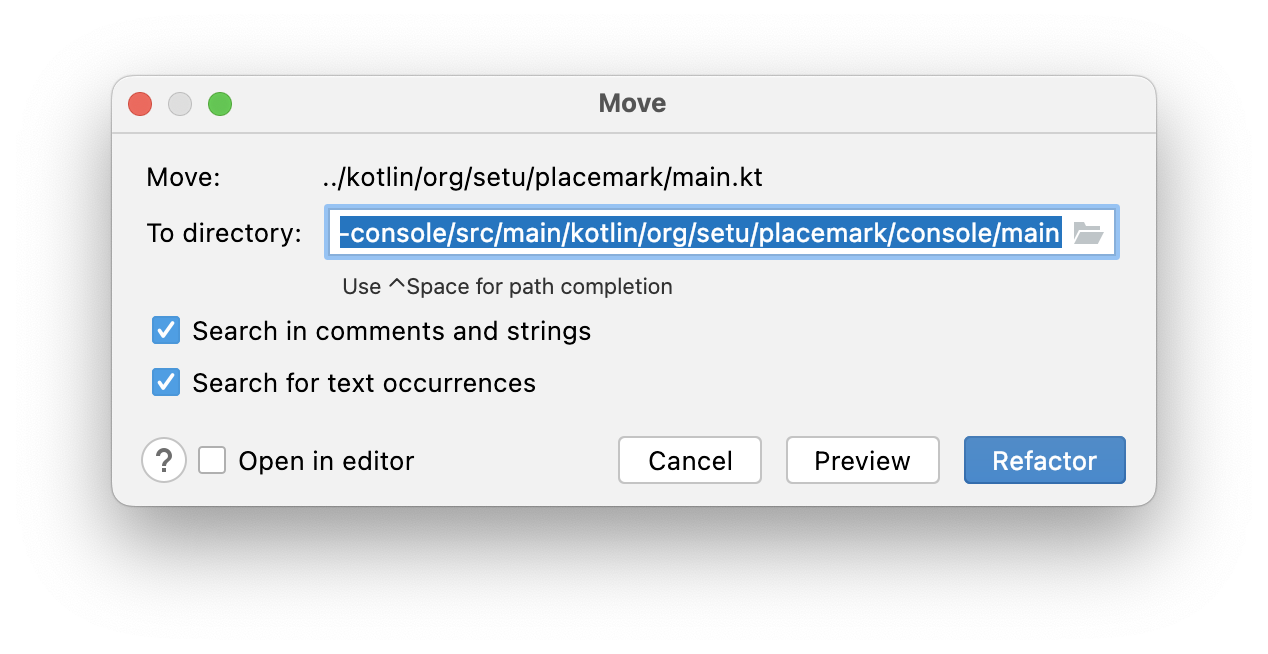 Move
Move: ../kotlin/org/setu/placemark/main.kt
To directory: -console/src/main/kotlin/org/setu/placemark/console/main
Use ^Space for path completion
Search in comments and strings
Search for text occurrences
? Open in editor Cancel Preview Refactor